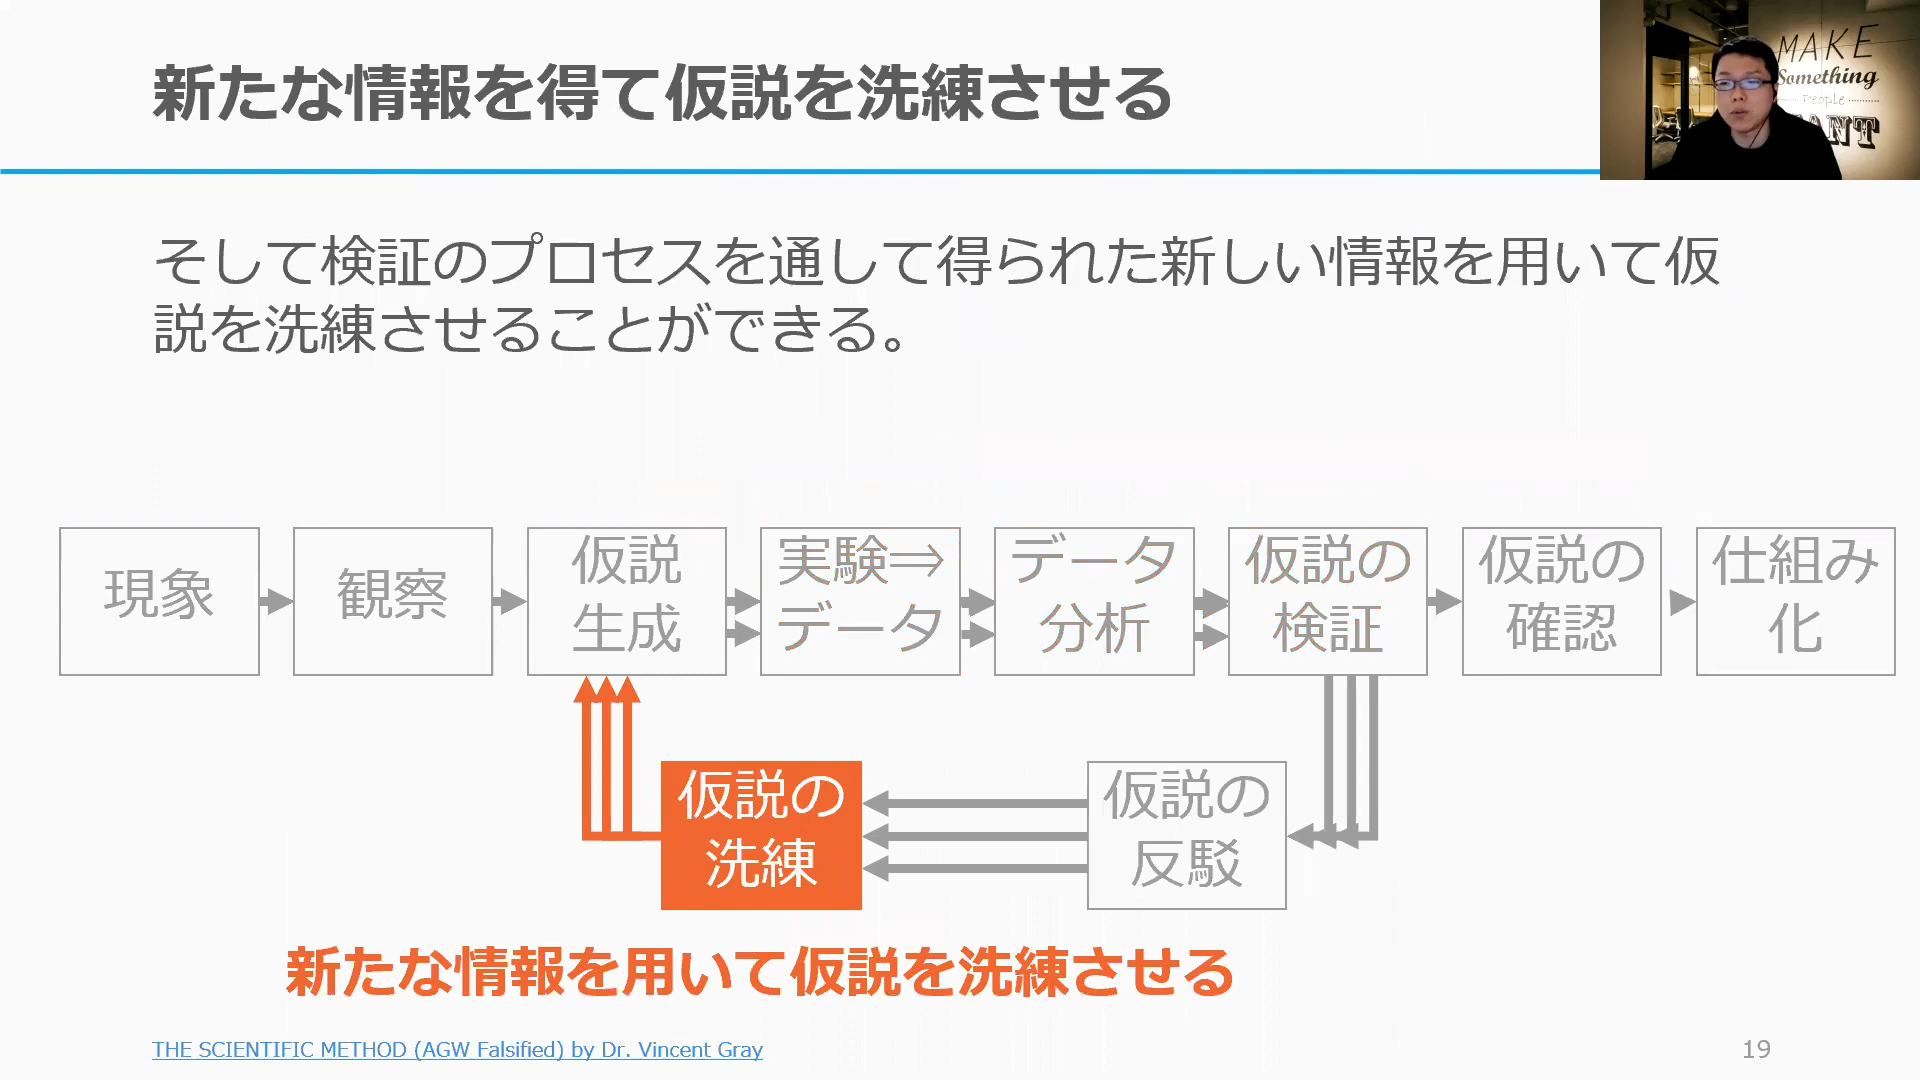 新たな情報を得て仮説を洗練させる
MAKE
Something
People
ANT
そして検証のプロセスを通して得られた新しい情報を用いて仮
説を洗練させることができる。
現象
観察
仮説
生成
実験⇒
データ
データ
分析
仮説の
検証
仮説の
確認
仕組み
化
仮説の
洗練
仮説の
反駁
新たな情報を用いて仮説を洗練させる
THE SCIENTIFIC METHOD (AGW Falsified) by Dr. Vincent Gray
19